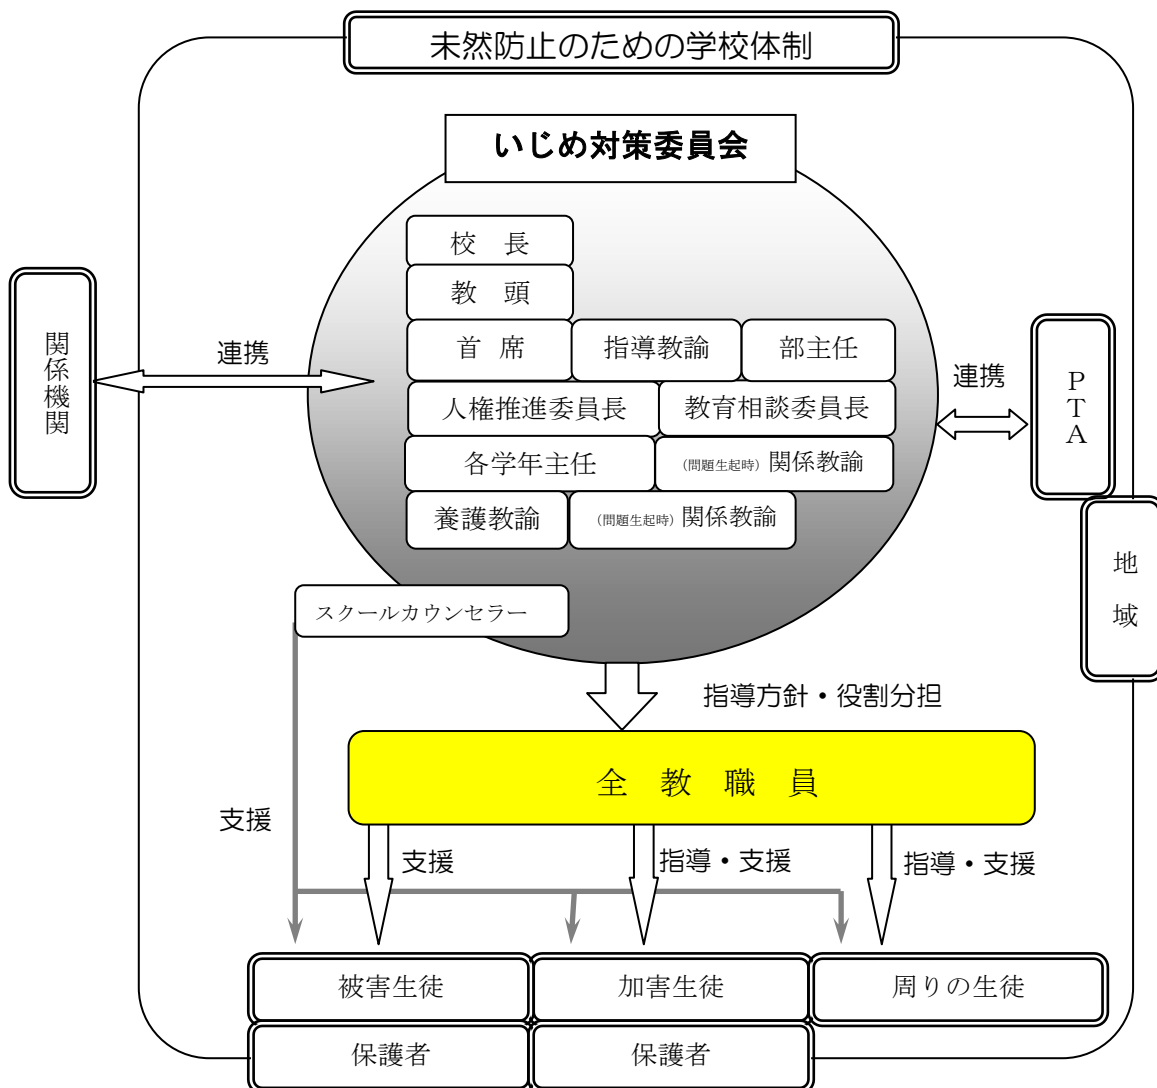 未然防止のための学校体制
いじめ対策委員会
校 長
教 頭
首 席
指導教諭
部主任
人権推進委員長
教育相談委員長
各学年主任
(問題生起時) 関係教諭
養護教諭
(問題生起時) 関係教諭
スクールカウンセラー
関係機関
連携
連携
PTA
地域
指導方針・役割分担
全 教 職 員
支援
支援
指導・支援
指導・支援
被害生徒
加害生徒
周りの生徒
保護者
保護者